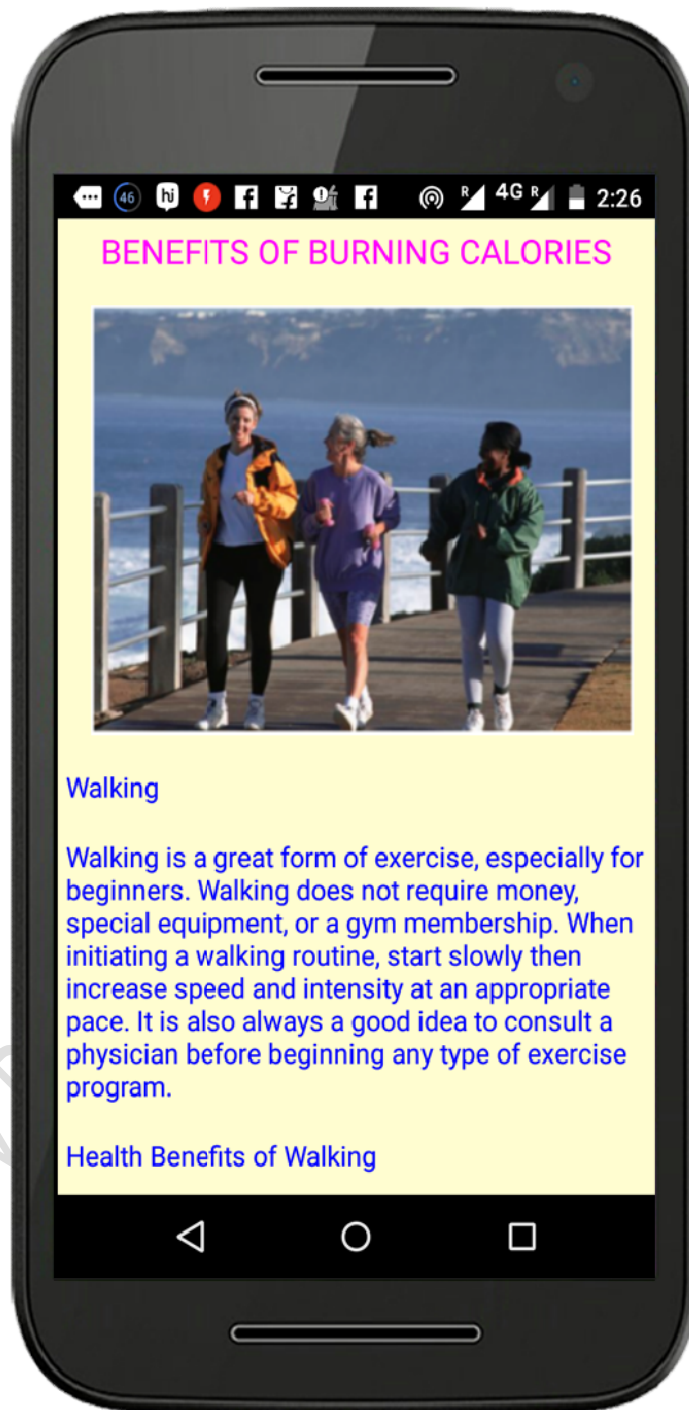 46 hj 4G R 2:26
BENEFITS OF BURNING CALORIES
Walking
Walking is a great form of exercise, especially for
beginners. Walking does not require money,
special equipment, or a gym membership. When
initiating a walking routine, start slowly then
increase speed and intensity at an appropriate
pace. It is also always a good idea to consult a
physician before beginning any type of exercise
program.
Health Benefits of Walking